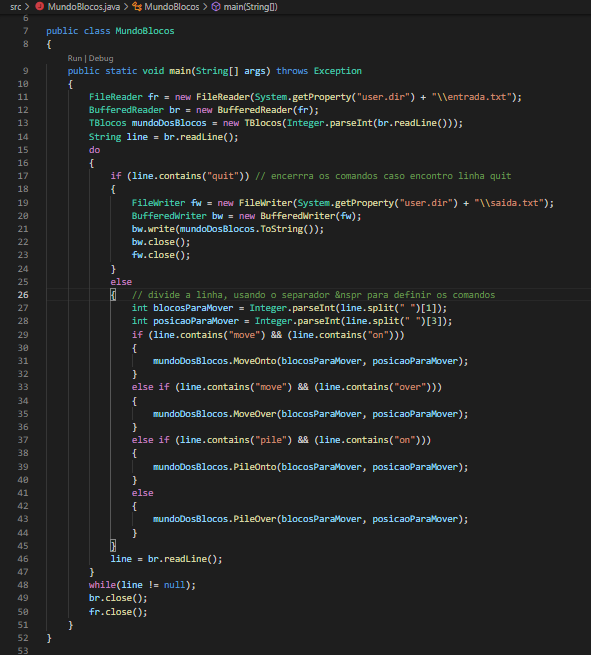 src > MundoBlocos.java > MundoBlocos > main(String[])
6
7 public class MundoBlocos
8 {
Run | Debug
9 public static void main(String[] args) throws Exception
10 {
11 FileReader fr = new FileReader(System.getProperty("user.dir") + "\\entrada.txt");
12 BufferedReader br = new BufferedReader(fr);
13 TBlocos mundoDosBlocos = new TBlocos(Integer.parseInt(br.readLine()));
14 String line = br.readLine();
15 do
16 {
17 if (line.contains("quit")) // encerrra os comandos caso encontro linha quit
18 {
19 FileWriter fw = new FileWriter(System.getProperty("user.dir") + "\\saida.txt");
20 BufferedWriter bw = new BufferedWriter(fw);
21 bw.write(mundoDosBlocos.ToString());
22 bw.close();
23 fw.close();
24 }
25 else
26 { // divide a linha, usando o separador &nspr para definir os comandos
27 int blocosParaMover = Integer.parseInt(line.split(" ")[1]);
28 int posicaoParaMover = Integer.parseInt(line.split(" ")[3]);
29 if (line.contains("move") && (line.contains("on")))
30 {
31 mundoDosBlocos.MoveOnto(blocosParaMover, posicaoParaMover);
32 }
33 else if (line.contains("move") && (line.contains("over")))
34 {
35 mundoDosBlocos.MoveOver(blocosParaMover, posicaoParaMover);
36 }
37 else if (line.contains("pile") && (line.contains("on")))
38 {
39 mundoDosBlocos.PileOnto(blocosParaMover, posicaoParaMover);
40 }
41 else
42 {
43 mundoDosBlocos.PileOver(blocosParaMover, posicaoParaMover);
44 }
45 }
46 line = br.readLine();
47 }
48 while(line != null);
49 br.close();
50 fr.close();
51 }
52 }
53